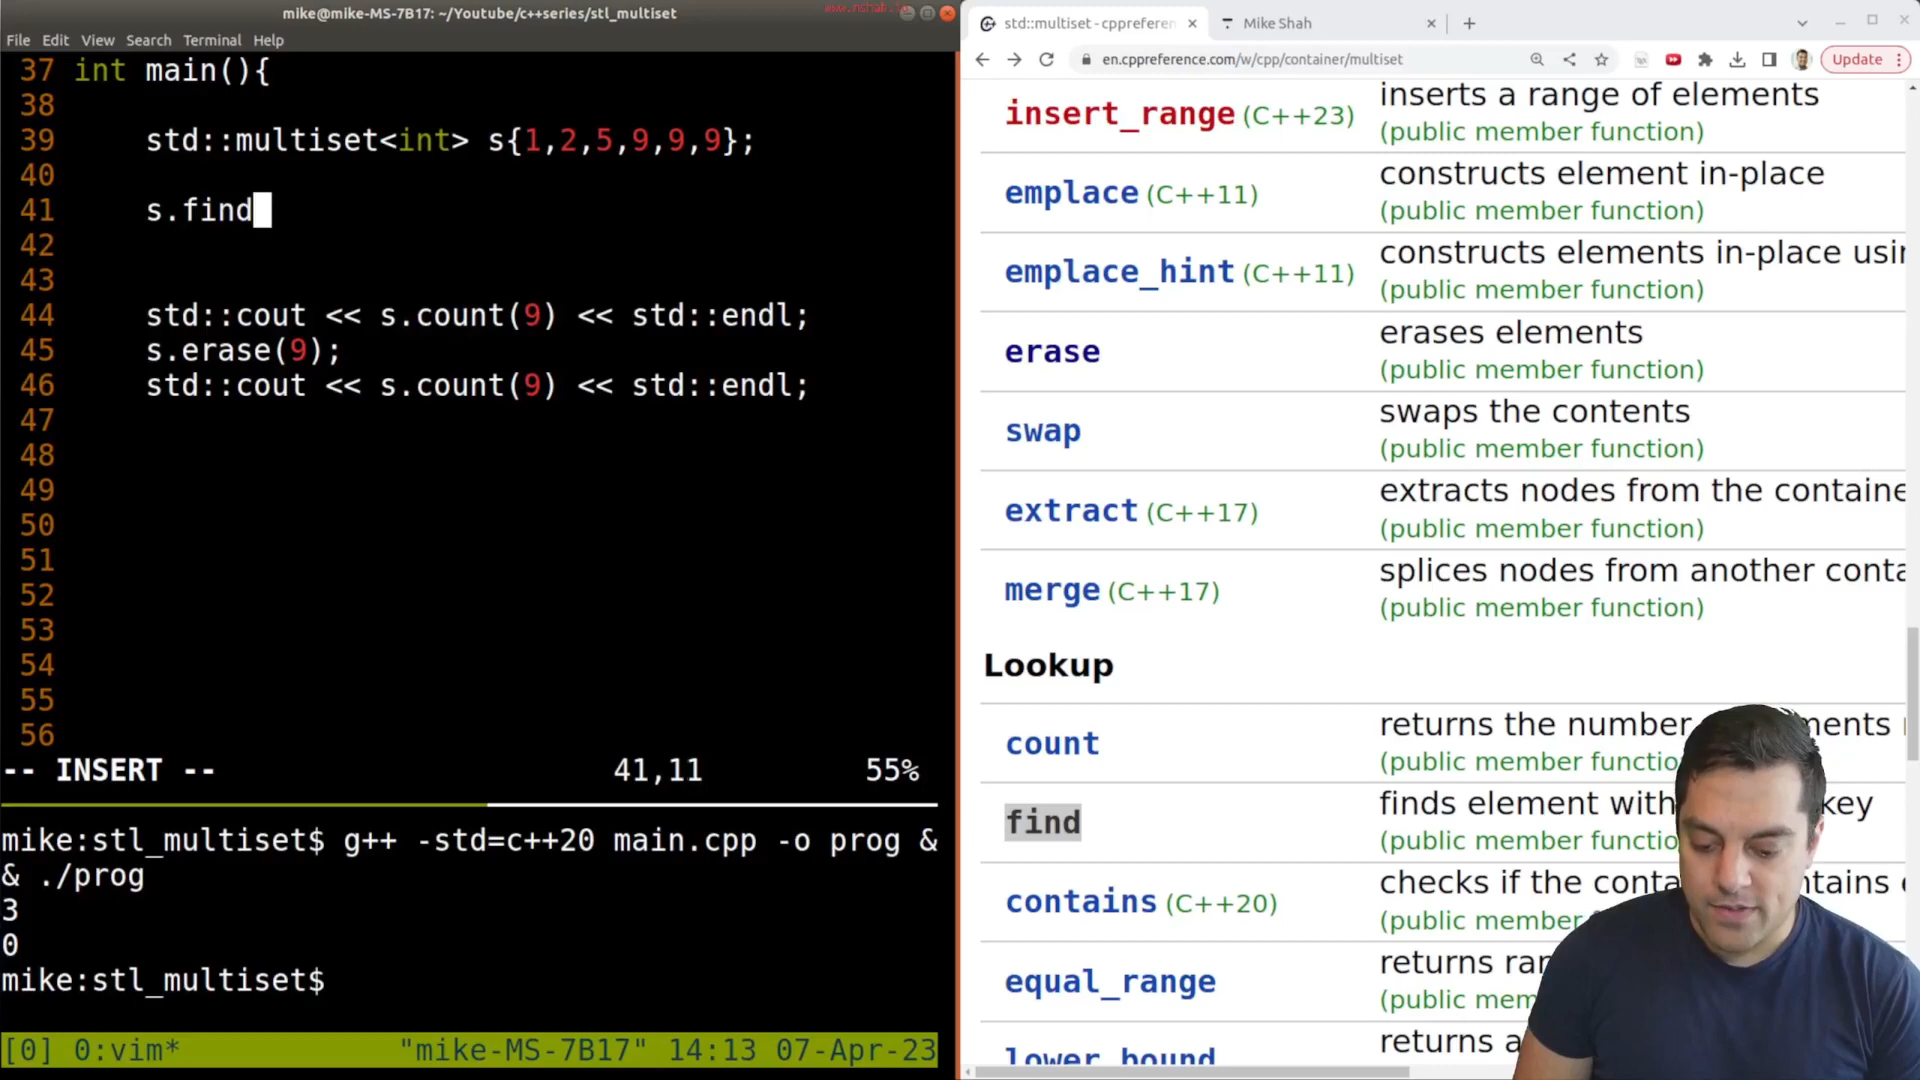 mike@mike-MS-7B17: ~/Youtube/c++series/stl_multiset
File Edit View Search Terminal Help
37 int main(){
38
39 std::multiset<int> s{1,2,5,9,9,9};
40
41 s.find
42
43
44 std::cout << s.count(9) << std::endl;
45 s.erase(9);
46 std::cout << s.count(9) << std::endl;
47
48
49
50
51
52
53
54
55
56
-- INSERT -- 41,11 55%
mike:stl_multiset$ g++ -std=c++20 main.cpp -o prog &
& ./prog
3
0
mike:stl_multiset$
[0] 0:vim* "mike-MS-7B17" 14:13 07-Apr-23
std::multiset - cppreferen
Mike Shah
en.cppreference.com/w/cpp/container/multiset
Update
insert_range (C++23) inserts a range of elements
(public member function)
emplace (C++11) constructs element in-place
(public member function)
emplace_hint (C++11) constructs elements in-place usin
(public member function)
erase erases elements
(public member function)
swap swaps the contents
(public member function)
extract (C++17) extracts nodes from the containe
(public member function)
merge (C++17) splices nodes from another conta
(public member function)
Lookup
count returns the number
(public member functio
find finds element with key
(public member functio
contains (C++20) checks if the conta
(public member
equal_range returns ran
(public mem
lower_bound returns a